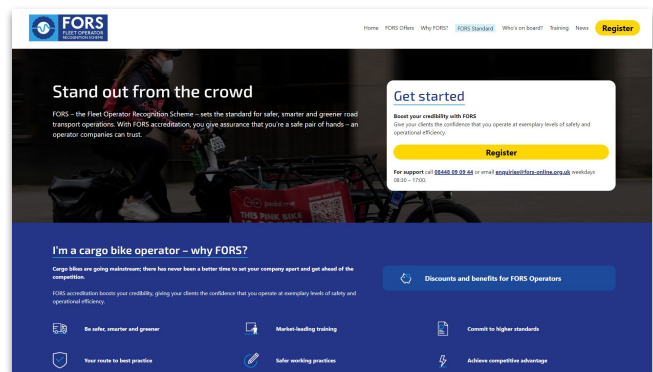 FORS
FLEET OPERATOR
RECOGNITION SCHEME
Home FORS Offers Why FORS? FORS Standard Who's on board? Training News Register
Stand out from the crowd
FORS – the Fleet Operator Recognition Scheme – sets the standard for safer, smarter and greener road
transport operations. With FORS accreditation, you give assurance that you're a safe pair of hands – an
operator companies can trust.
Get started
Boost your credibility with FORS
Give your clients the confidence that you operate at exemplary levels of safety and
operational efficiency.
Register
For support call 08448 09 09 44 or email enquiries@fors-online.org.uk weekdays
08:30 – 17:00.
pedal me
THIS PINK BIKE
I'm a cargo bike operator – why FORS?
Cargo bikes are going mainstream; there has never been a better time to set your company apart and get ahead of the
competition.
FORS accreditation boosts your credibility, giving your clients the confidence that you operate at exemplary levels of safety and
operational efficiency.
Discounts and benefits for FORS Operators
Be safer, smarter and greener
Market-leading training
Commit to higher standards
Your route to best practice
Safer working practices
Achieve competitive advantage